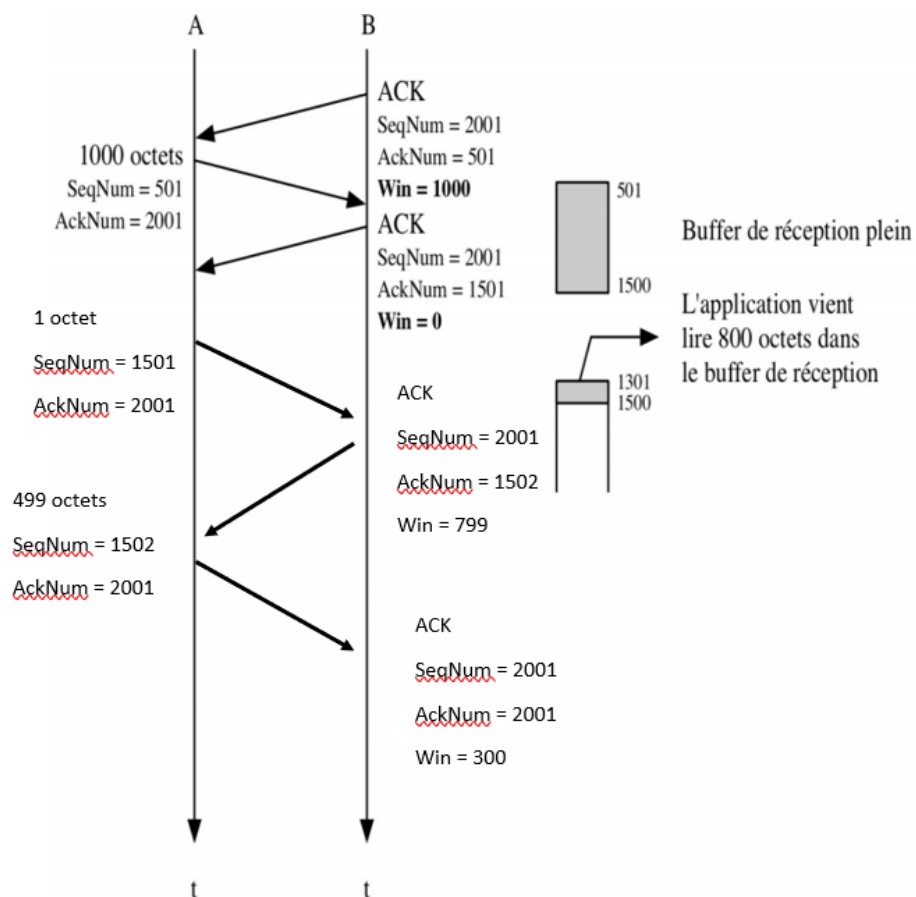 A
B
ACK
SeqNum = 2001
AckNum = 501
Win = 1000
1000 octets
SeqNum = 501
AckNum = 2001
501
1500
Buffer de réception plein
ACK
SeqNum = 2001
AckNum = 1501
Win = 0
L'application vient
lire 800 octets dans
le buffer de réception
1301
1500
1 octet
SeqNum = 1501
AckNum = 2001
ACK
SeqNum = 2001
AckNum = 1502
Win = 799
499 octets
SeqNum = 1502
AckNum = 2001
ACK
SeqNum = 2001
AckNum = 2001
Win = 300
t
t